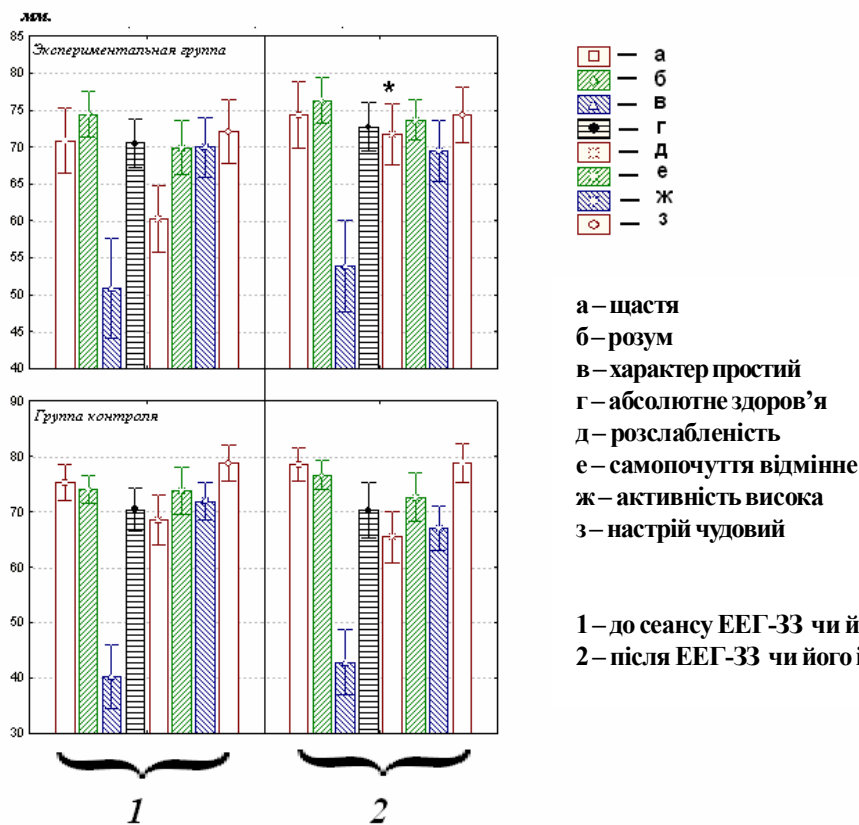 мм.
Экспериментальная группа
85
80
75
70
65
60
55
50
45
40
*
Группа контроля
90
80
70
60
50
40
30
1
2
— а
— б
— в
— г
— д
— е
— ж
— з
а – щастя
б – розум
в – характер простий
г – абсолютне здоров’я
д – розслабленість
е – самопочуття відмінне
ж – активність висока
з – настрій чудовий
1 – до сеансу ЕЕГ-ЗЗ чи й
2 – після ЕЕГ-ЗЗ чи його і